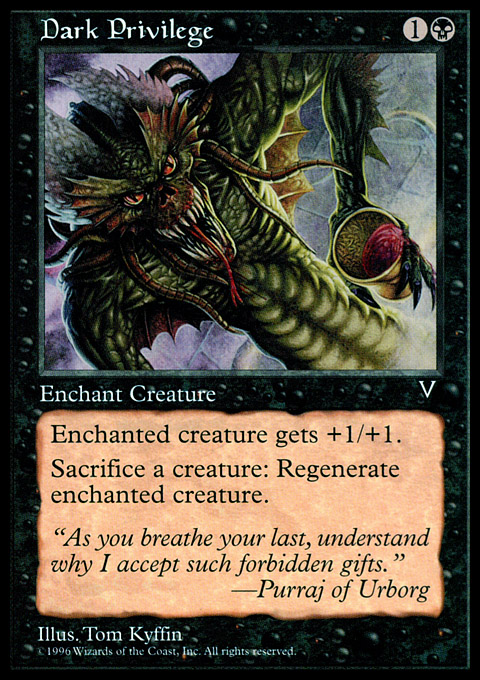 Dark Privilege 1
Enchant Creature V
Enchanted creature gets +1/+1.
Sacrifice a creature: Regenerate
enchanted creature.
“As you breathe your last, understand
why I accept such forbidden gifts.”
—Purraj of Urborg
Illus. Tom Kyffin
©1996 Wizards of the Coast, Inc. All rights reserved.